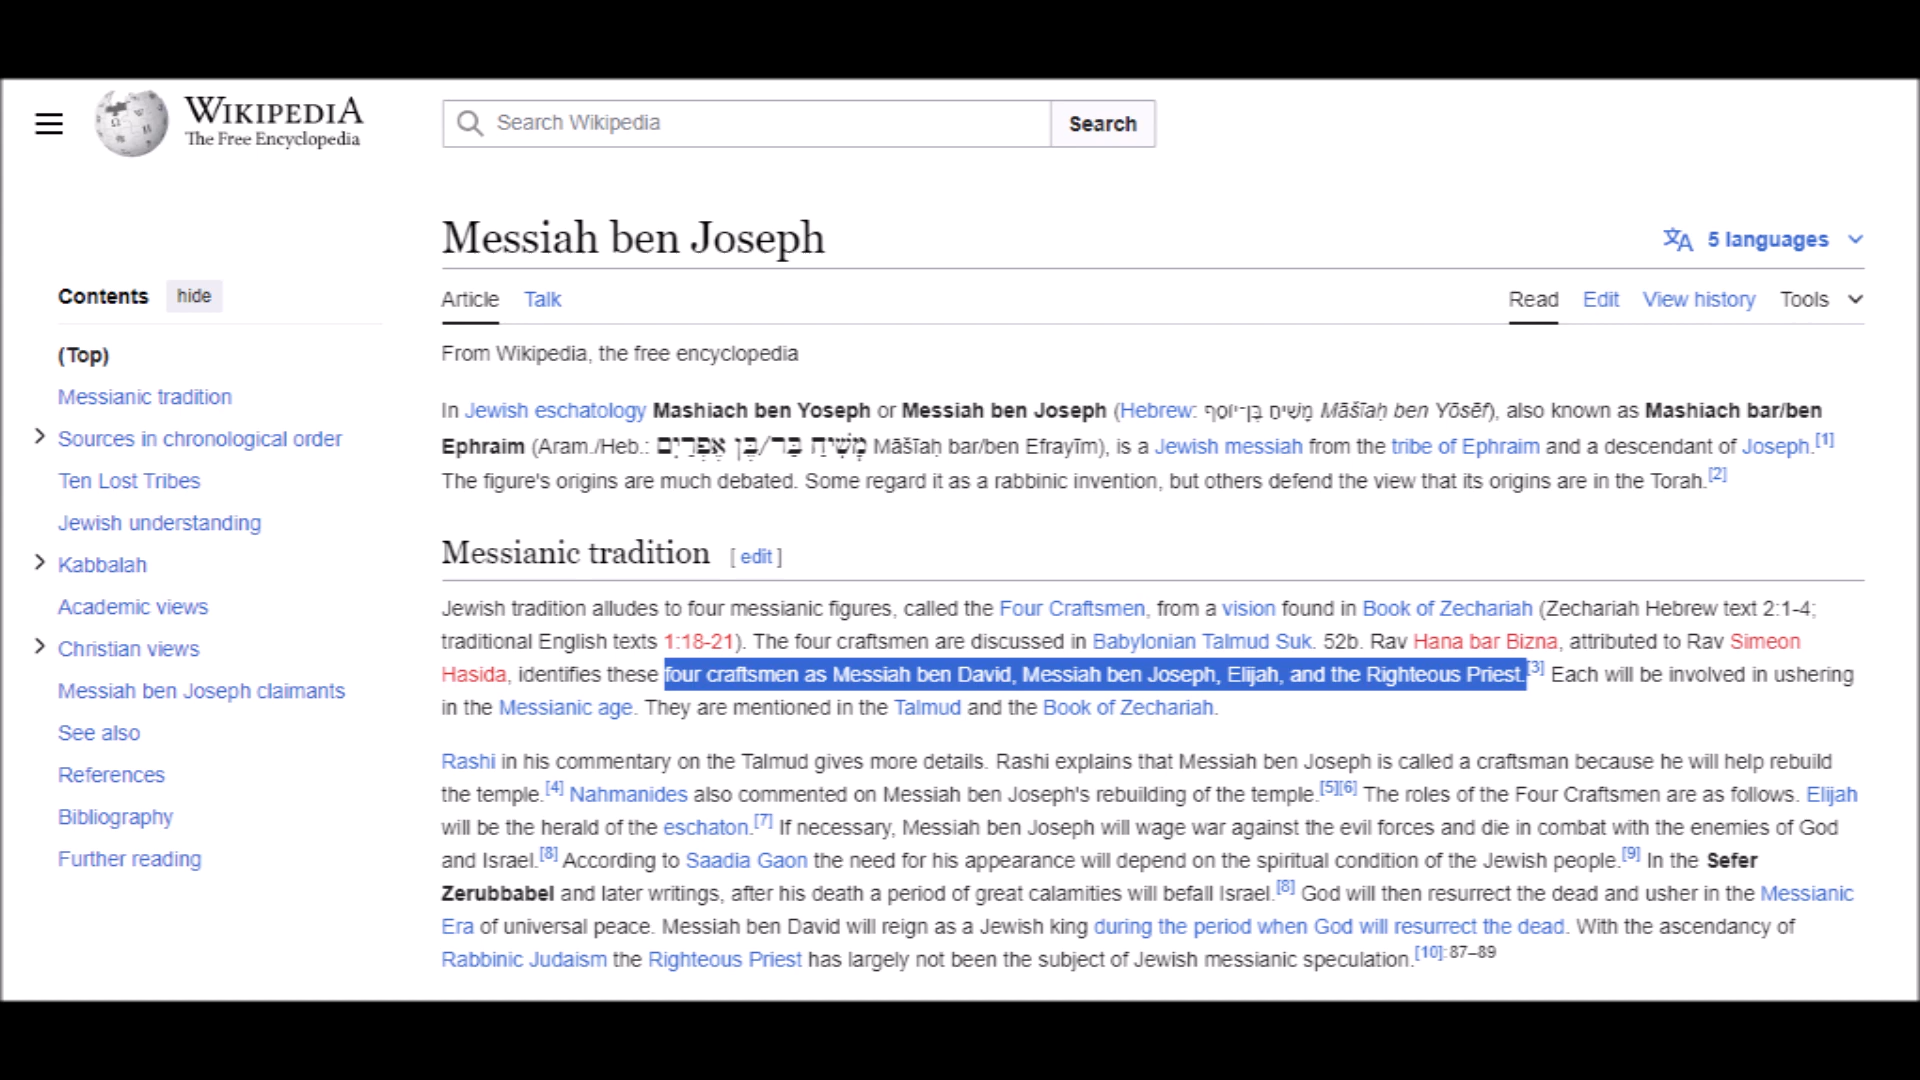 WIKIPEDIA
The Free Encyclopedia
Search Wikipedia
Search
Messiah ben Joseph
5 languages
Contents
hide
(Top)
Messianic tradition
Sources in chronological order
Ten Lost Tribes
Jewish understanding
Kabbalah
Academic views
Christian views
Messiah ben Joseph claimants
See also
References
Bibliography
Further reading
Article
Talk
Read
Edit
View history
Tools
From Wikipedia, the free encyclopedia
In Jewish eschatology Mashiach ben Yoseph or Messiah ben Joseph (Hebrew: מָשִׁיחַ בֶּן־יוֹסֵף Māšīaḥ ben Yōsēf), also known as Mashiach bar/ben
Ephraim (Aram./Heb.: מָשִׁיחַ בַּר/בֶּן אֶפְרַיִם Māšīaḥ bar/ben Efrayīm), is a Jewish messiah from the tribe of Ephraim and a descendant of Joseph.[1]
The figure's origins are much debated. Some regard it as a rabbinic invention, but others defend the view that its origins are in the Torah.[2]
Messianic tradition [ edit ]
Jewish tradition alludes to four messianic figures, called the Four Craftsmen, from a vision found in Book of Zechariah (Zechariah Hebrew text 2:1-4;
traditional English texts 1:18-21). The four craftsmen are discussed in Babylonian Talmud Suk. 52b. Rav Hana bar Bizna, attributed to Rav Simeon
Hasida, identifies these four craftsmen as Messiah ben David, Messiah ben Joseph, Elijah, and the Righteous Priest.[3] Each will be involved in ushering
in the Messianic age. They are mentioned in the Talmud and the Book of Zechariah.
Rashi in his commentary on the Talmud gives more details. Rashi explains that Messiah ben Joseph is called a craftsman because he will help rebuild
the temple.[4] Nahmanides also commented on Messiah ben Joseph's rebuilding of the temple.[5][6] The roles of the Four Craftsmen are as follows. Elijah
will be the herald of the eschaton.[7] If necessary, Messiah ben Joseph will wage war against the evil forces and die in combat with the enemies of God
and Israel.[8] According to Saadia Gaon the need for his appearance will depend on the spiritual condition of the Jewish people.[9] In the Sefer
Zerubbabel and later writings, after his death a period of great calamities will befall Israel.[8] God will then resurrect the dead and usher in the Messianic
Era of universal peace. Messiah ben David will reign as a Jewish king during the period when God will resurrect the dead. With the ascendancy of
Rabbinic Judaism the Righteous Priest has largely not been the subject of Jewish messianic speculation.[10]: 87–89